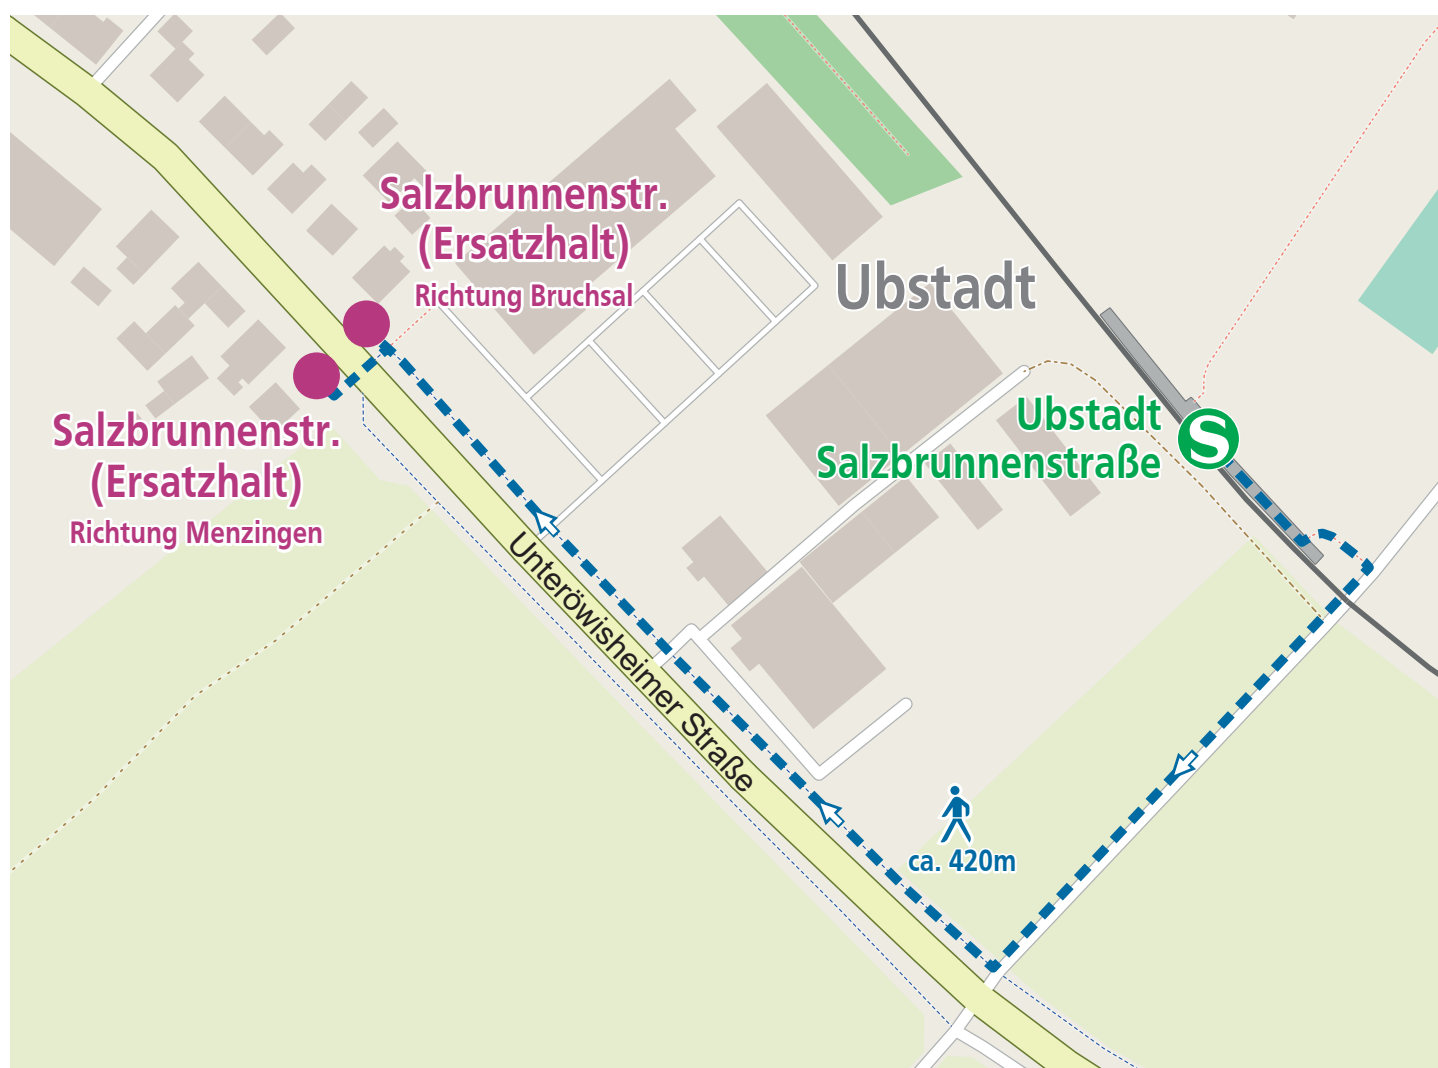 Salzbrunnenstr.
(Ersatzhalt)
Richtung Bruchsal
Ubstadt
Ubstadt
Salzbrunnenstraße
S
Salzbrunnenstr.
(Ersatzhalt)
Richtung Menzingen
Unteröwisheimer Straße
ca. 420m